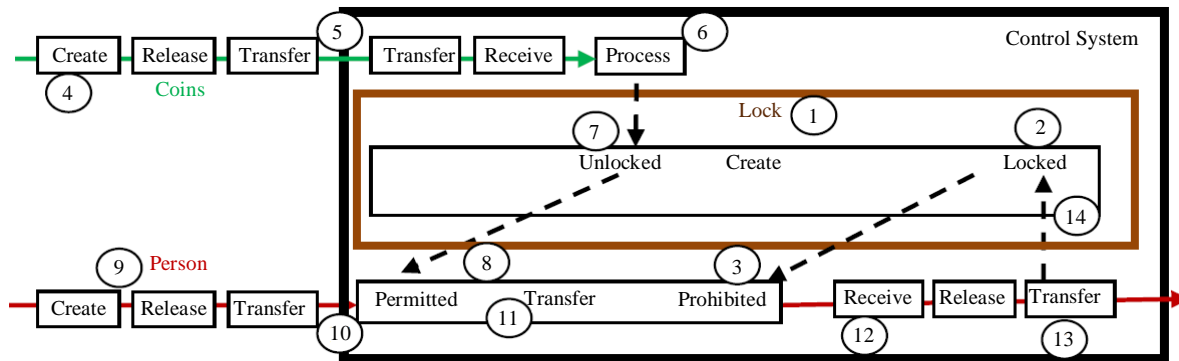 5
6
Control System
Create Release Transfer Transfer Receive Process
4
Coins
Lock 1
7
2
Unlocked Create Locked
14
9
Person
8
3
Permitted Transfer Prohibited
Create Release Transfer
Receive Release Transfer
10
11
12
13